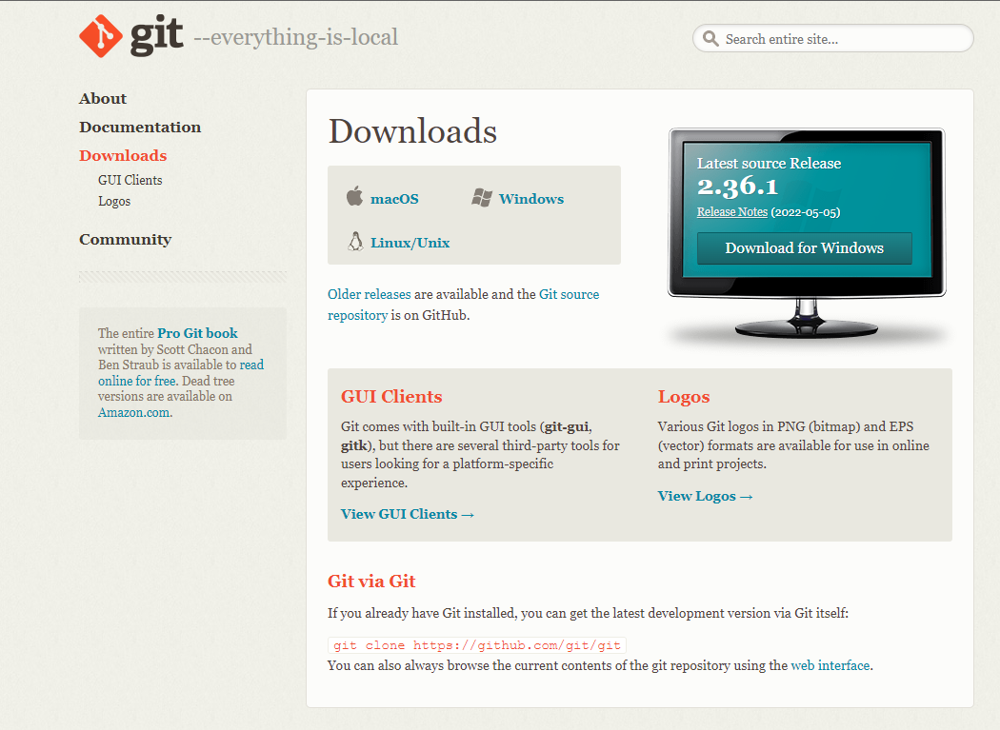 git --everything-is-local
Search entire site...
About
Documentation
Downloads
GUI Clients
Logos
Community
The entire Pro Git book
written by Scott Chacon and
Ben Straub is available to read
online for free. Dead tree
versions are available on
Amazon.com.
Downloads
macOS
Windows
Linux/Unix
Older releases are available and the Git source
repository is on GitHub.
Latest source Release
2.36.1
Release Notes (2022-05-05)
Download for Windows
GUI Clients
Git comes with built-in GUI tools (git-gui,
gitk), but there are several third-party tools for
users looking for a platform-specific
experience.
View GUI Clients →
Logos
Various Git logos in PNG (bitmap) and EPS
(vector) formats are available for use in online
and print projects.
View Logos →
Git via Git
If you already have Git installed, you can get the latest development version via Git itself:
git clone https://github.com/git/git
You can also always browse the current contents of the git repository using the web interface.